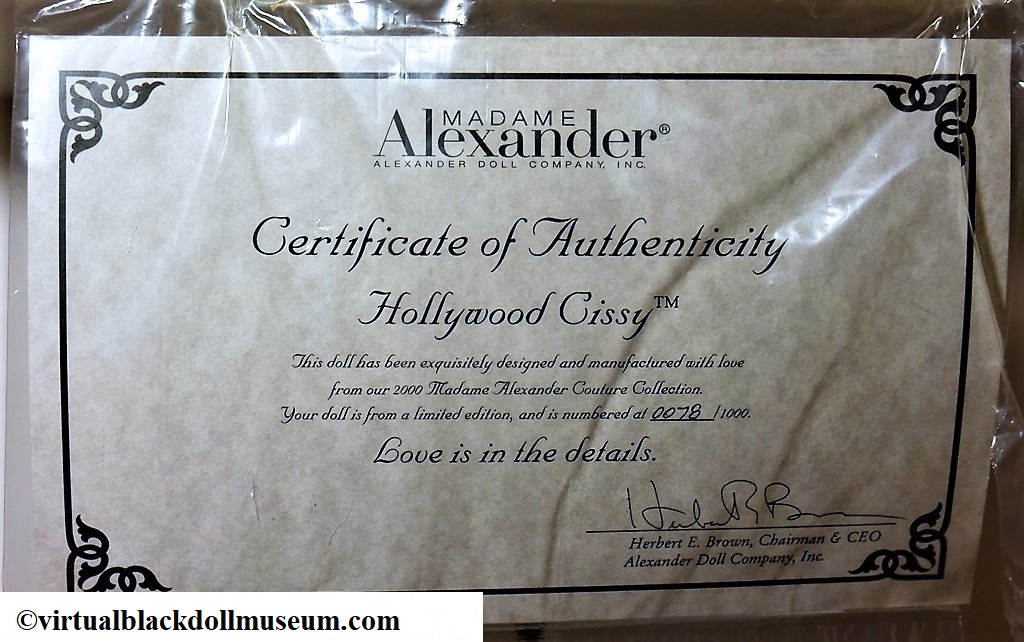 MADAME
Alexander®
ALEXANDER DOLL COMPANY, INC.
Certificate of Authenticity
Hollywood Cissy™
This doll has been exquisitely designed and manufactured with love
from our 2000 Madame Alexander Couture Collection.
Your doll is from a limited edition, and is numbered at 0078/1000.
Love is in the details.
Herbert E. Brown
Herbert E. Brown, Chairman & CEO
Alexander Doll Company, Inc.
©virtualblackdollmuseum.com